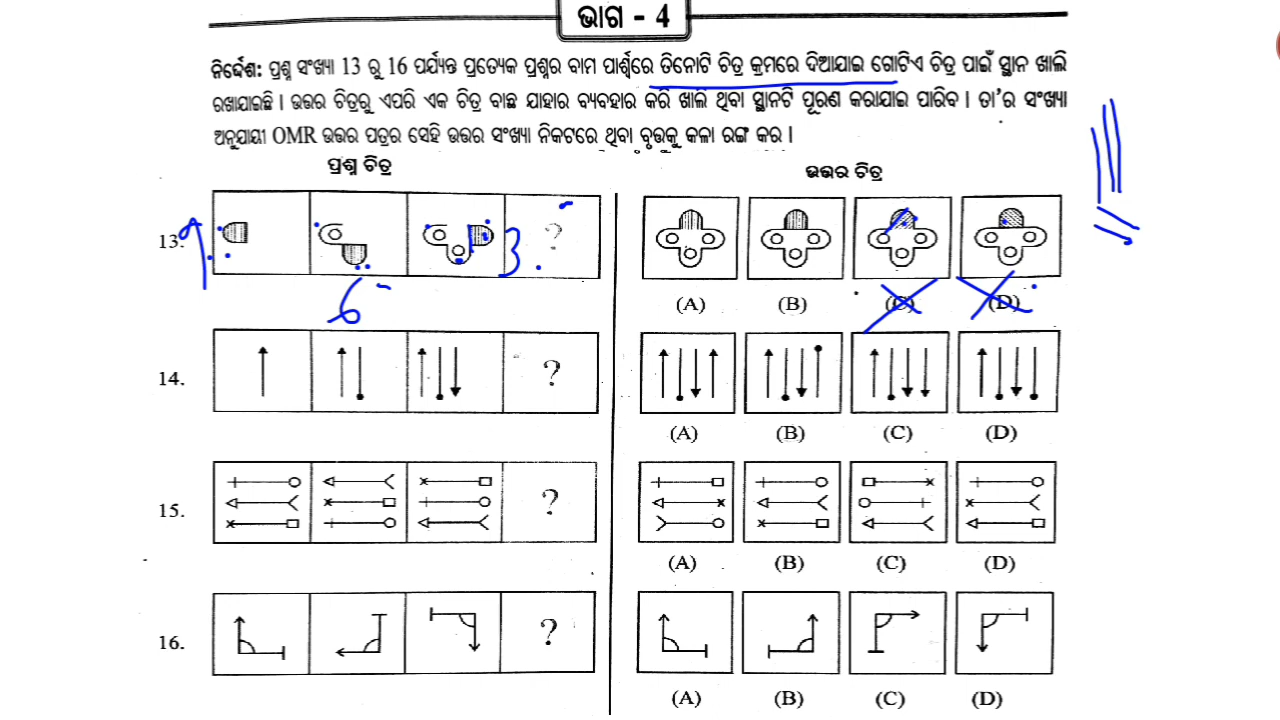 ଭାଗ - 4
ନିର୍ଦ୍ଦେଶ: ପ୍ରଶ୍ନ ସଂଖ୍ୟା 13 ରୁ 16 ପର୍ଯ୍ୟନ୍ତ ପ୍ରତ୍ୟେକ ପ୍ରଶ୍ନର ବାମ ପାର୍ଶ୍ୱରେ ତିନୋଟି ଚିତ୍ର କ୍ରମରେ ଦିଆଯାଇ ଗୋଟିଏ ଚିତ୍ର ପାଇଁ ସ୍ଥାନ ଖାଲି
ରଖାଯାଇଛି । ଉତ୍ତର ଚିତ୍ରରୁ ଏପରି ଏକ ଚିତ୍ର ବାଛ ଯାହାର ବ୍ୟବହାର କରି ଖାଲି ଥିବା ସ୍ଥାନଟି ପୂରଣ କରାଯାଇ ପାରିବ । ତା'ର ସଂଖ୍ୟା
ଅନୁଯାୟୀ OMR ଉତ୍ତର ପତ୍ରର ସେହି ଉତ୍ତର ସଂଖ୍ୟା ନିକଟରେ ଥିବା ବୃତ୍ତକୁ କଳା ରଙ୍ଗ କର ।
ପ୍ରଶ୍ନ ଚିତ୍ର ଉତ୍ତର ଚିତ୍ର
13. ?
(A) (B) (C) (D)
14. ?
(A) (B) (C) (D)
15. ?
(A) (B) (C) (D)
16. ?
(A) (B) (C) (D)